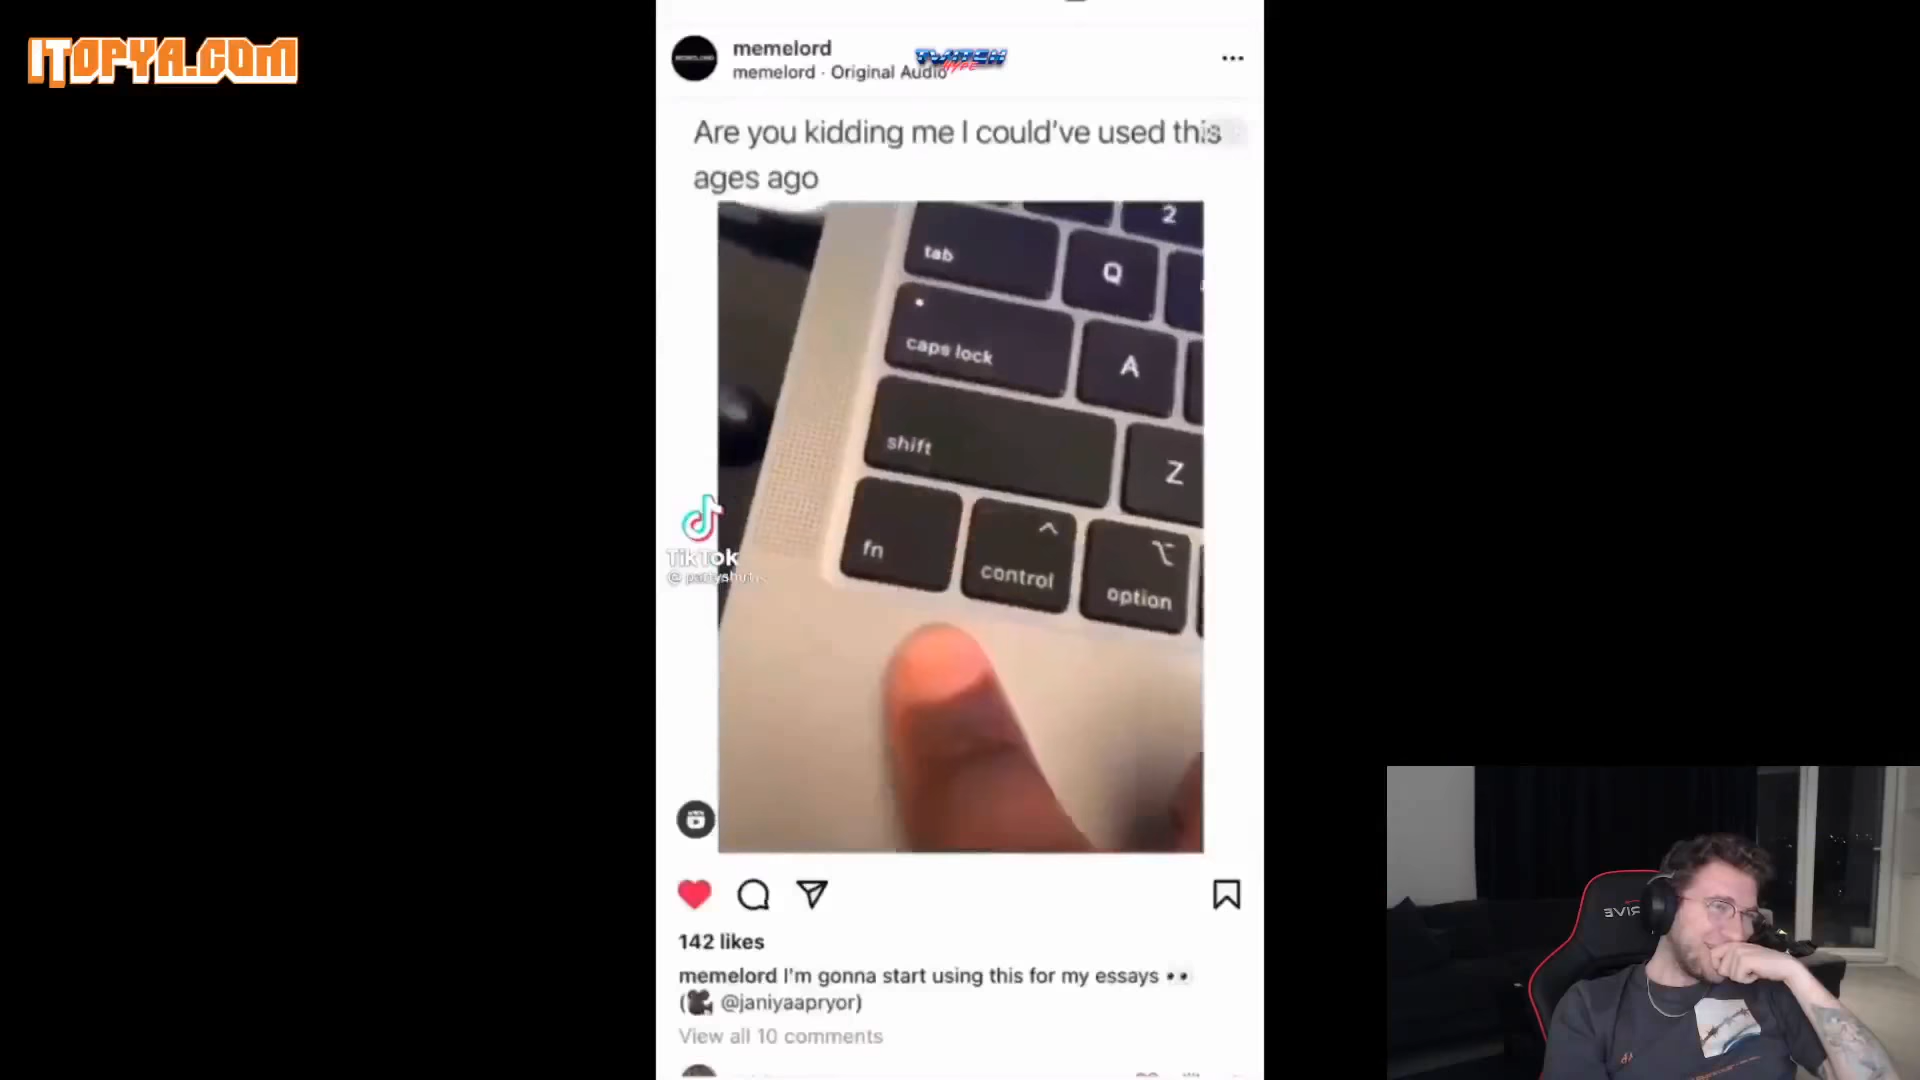 ITOPYA.COM
memelord
TWITCH
HYPE
memelord · Original Audio
Are you kidding me I could've used this
ages ago
2
tab
Q
caps lock
A
shift
Z
fn
control
option
TikTok
142 likes
memelord I'm gonna start using this for my essays 👀
(🎥 @janiyaapryor)
View all 10 comments